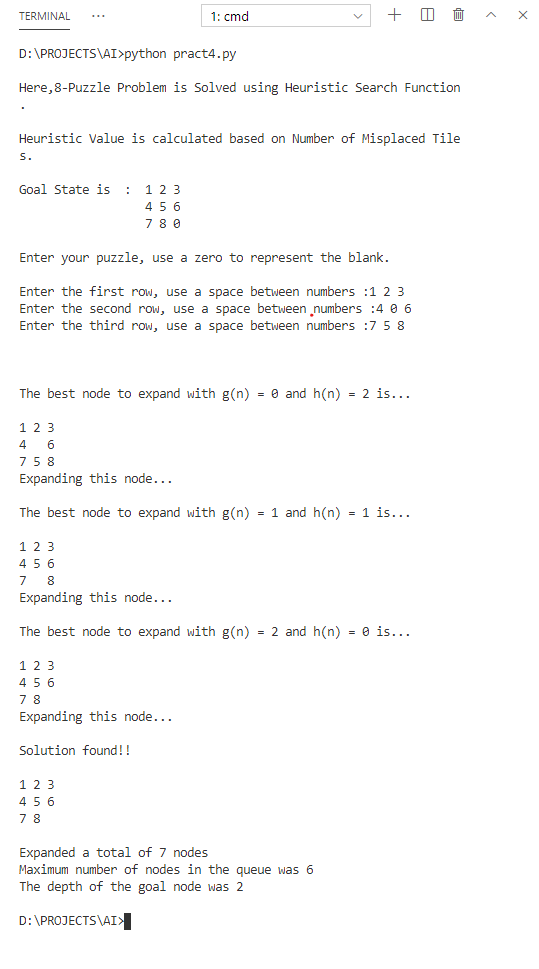 TERMINAL ··· 1: cmd
D:\PROJECTS\AI>python pract4.py
Here,8-Puzzle Problem is Solved using Heuristic Search Function
.
Heuristic Value is calculated based on Number of Misplaced Tile
s.
Goal State is  :  1 2 3
                  4 5 6
                  7 8 0
Enter your puzzle, use a zero to represent the blank.
Enter the first row, use a space between numbers :1 2 3
Enter the second row, use a space between numbers :4 0 6
Enter the third row, use a space between numbers :7 5 8
The best node to expand with g(n) = 0 and h(n) = 2 is...
1 2 3
4   6
7 5 8
Expanding this node...
The best node to expand with g(n) = 1 and h(n) = 1 is...
1 2 3
4 5 6
7   8
Expanding this node...
The best node to expand with g(n) = 2 and h(n) = 0 is...
1 2 3
4 5 6
7 8
Expanding this node...
Solution found!!
1 2 3
4 5 6
7 8
Expanded a total of 7 nodes
Maximum number of nodes in the queue was 6
The depth of the goal node was 2
D:\PROJECTS\AI>